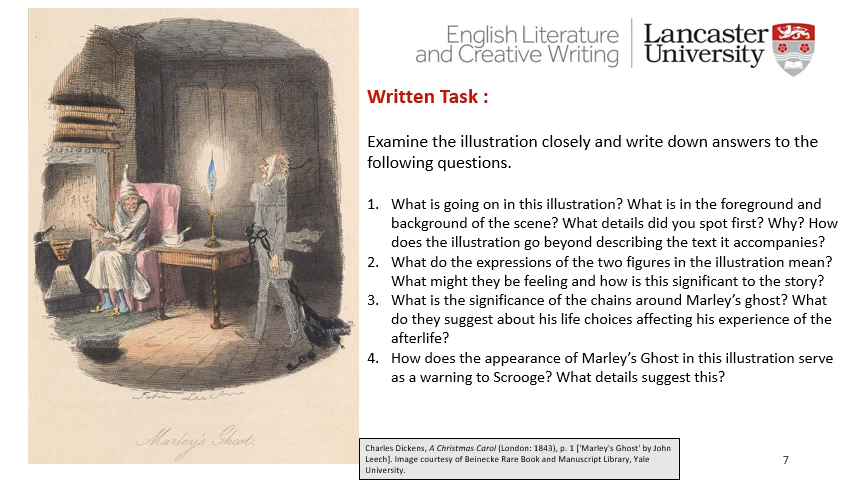 English Literature
and Creative Writing
Lancaster
University
Written Task :
Examine the illustration closely and write down answers to the
following questions.
1. What is going on in this illustration? What is in the foreground and
background of the scene? What details did you spot first? Why? How
does the illustration go beyond describing the text it accompanies?
2. What do the expressions of the two figures in the illustration mean?
What might they be feeling and how is this significant to the story?
3. What is the significance of the chains around Marley’s ghost? What
do they suggest about his life choices affecting his experience of the
afterlife?
4. How does the appearance of Marley’s Ghost in this illustration serve
as a warning to Scrooge? What details suggest this?
John Leech
Marley's Ghost.
Charles Dickens, A Christmas Carol (London: 1843), p. 1 ['Marley's Ghost' by John
Leech]. Image courtesy of Beinecke Rare Book and Manuscript Library, Yale
University.
7